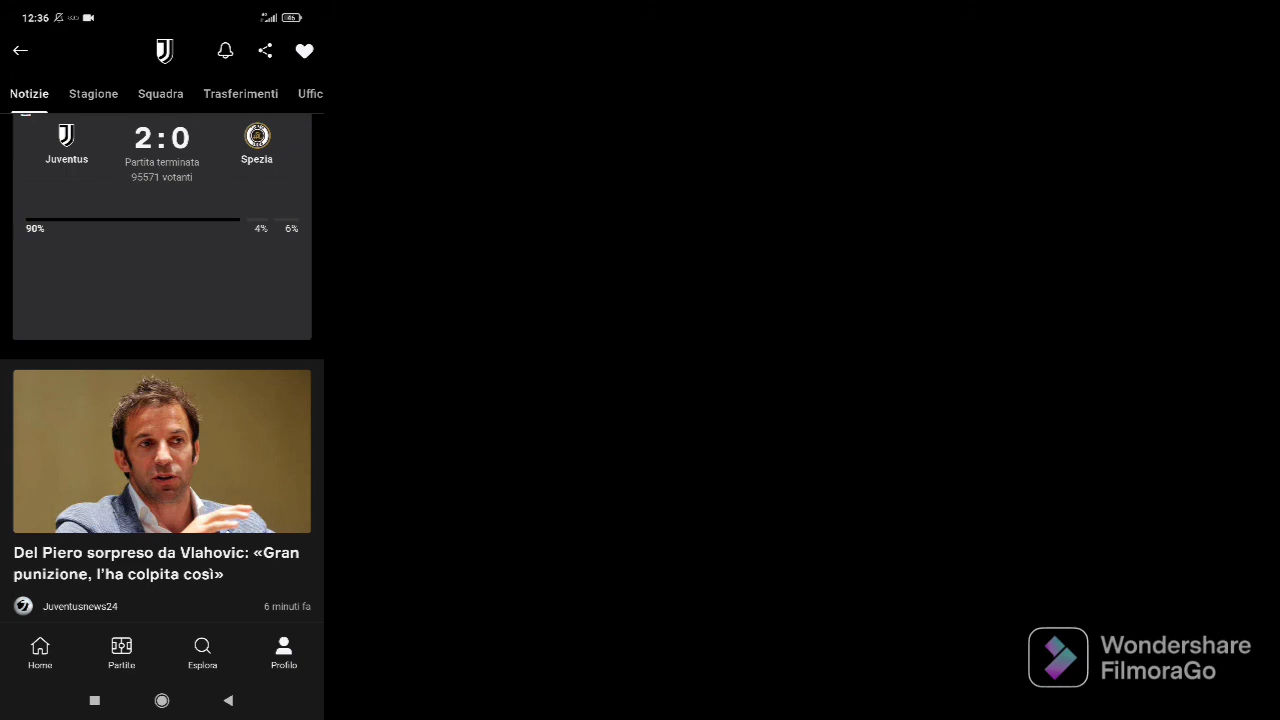 12:36
46
Notizie Stagione Squadra Trasferimenti Uffic
2:0
Juventus Spezia
Partita terminata
95571 votanti
90% 4% 6%
Del Piero sorpreso da Vlahovic: «Gran
punizione, l'ha colpita così»
Juventusnews24 6 minuti fa
Home Partite Esplora Profilo
Wondershare
FilmoraGo